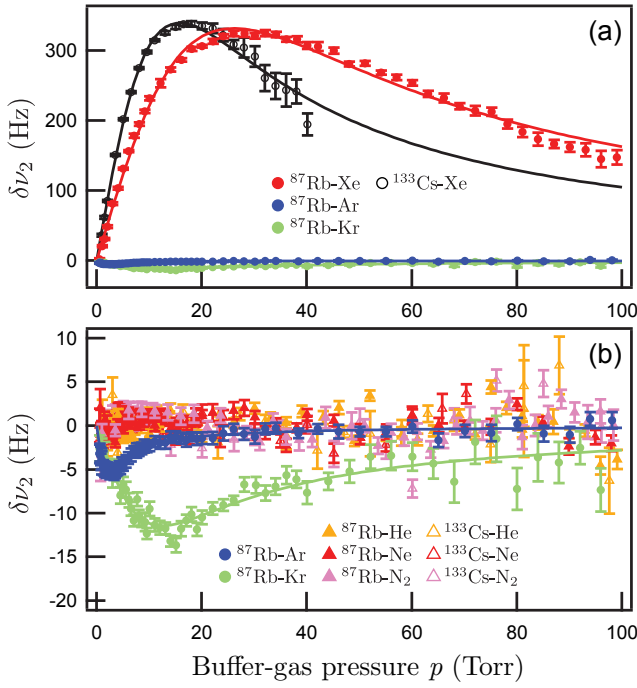 (a)
300
200
100
0
δν₂ (Hz)
⁸⁷Rb-Xe ¹³³Cs-Xe
⁸⁷Rb-Ar
⁸⁷Rb-Kr
0 20 40 60 80 100
(b)
10
5
0
-5
-10
-15
-20
δν₂ (Hz)
⁸⁷Rb-He ¹³³Cs-He
⁸⁷Rb-Ar ⁸⁷Rb-Ne ¹³³Cs-Ne
⁸⁷Rb-Kr ⁸⁷Rb-N₂ ¹³³Cs-N₂
0 20 40 60 80 100
Buffer-gas pressure p (Torr)